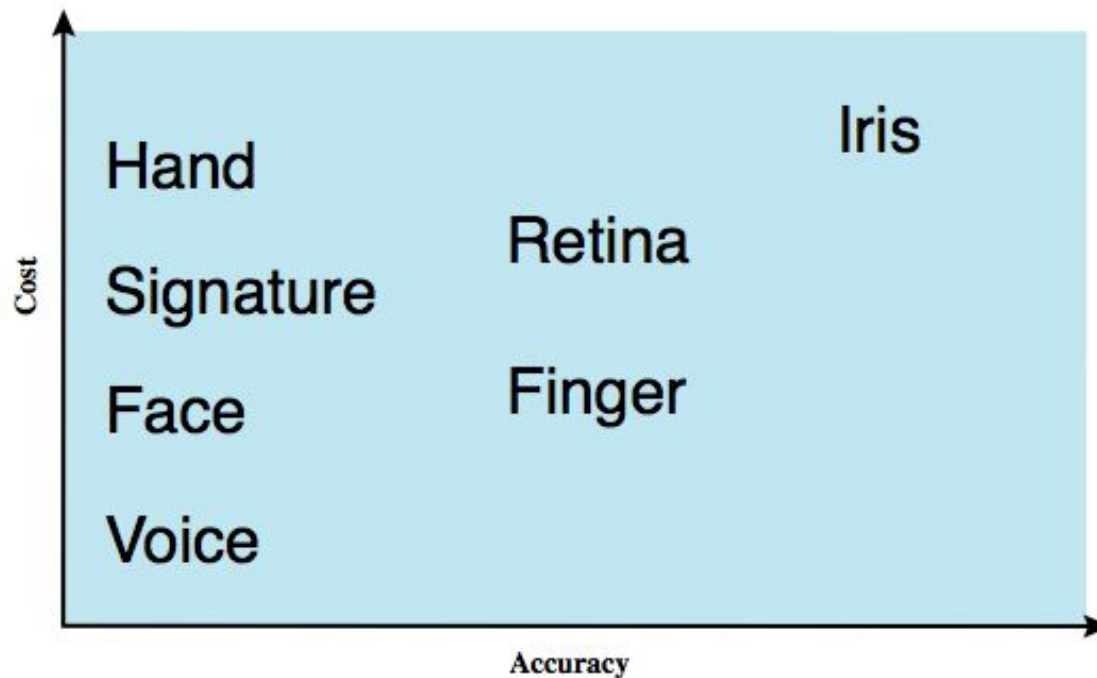 Iris
Hand
Retina
Signature
Cost
Finger
Face
Voice
Accuracy